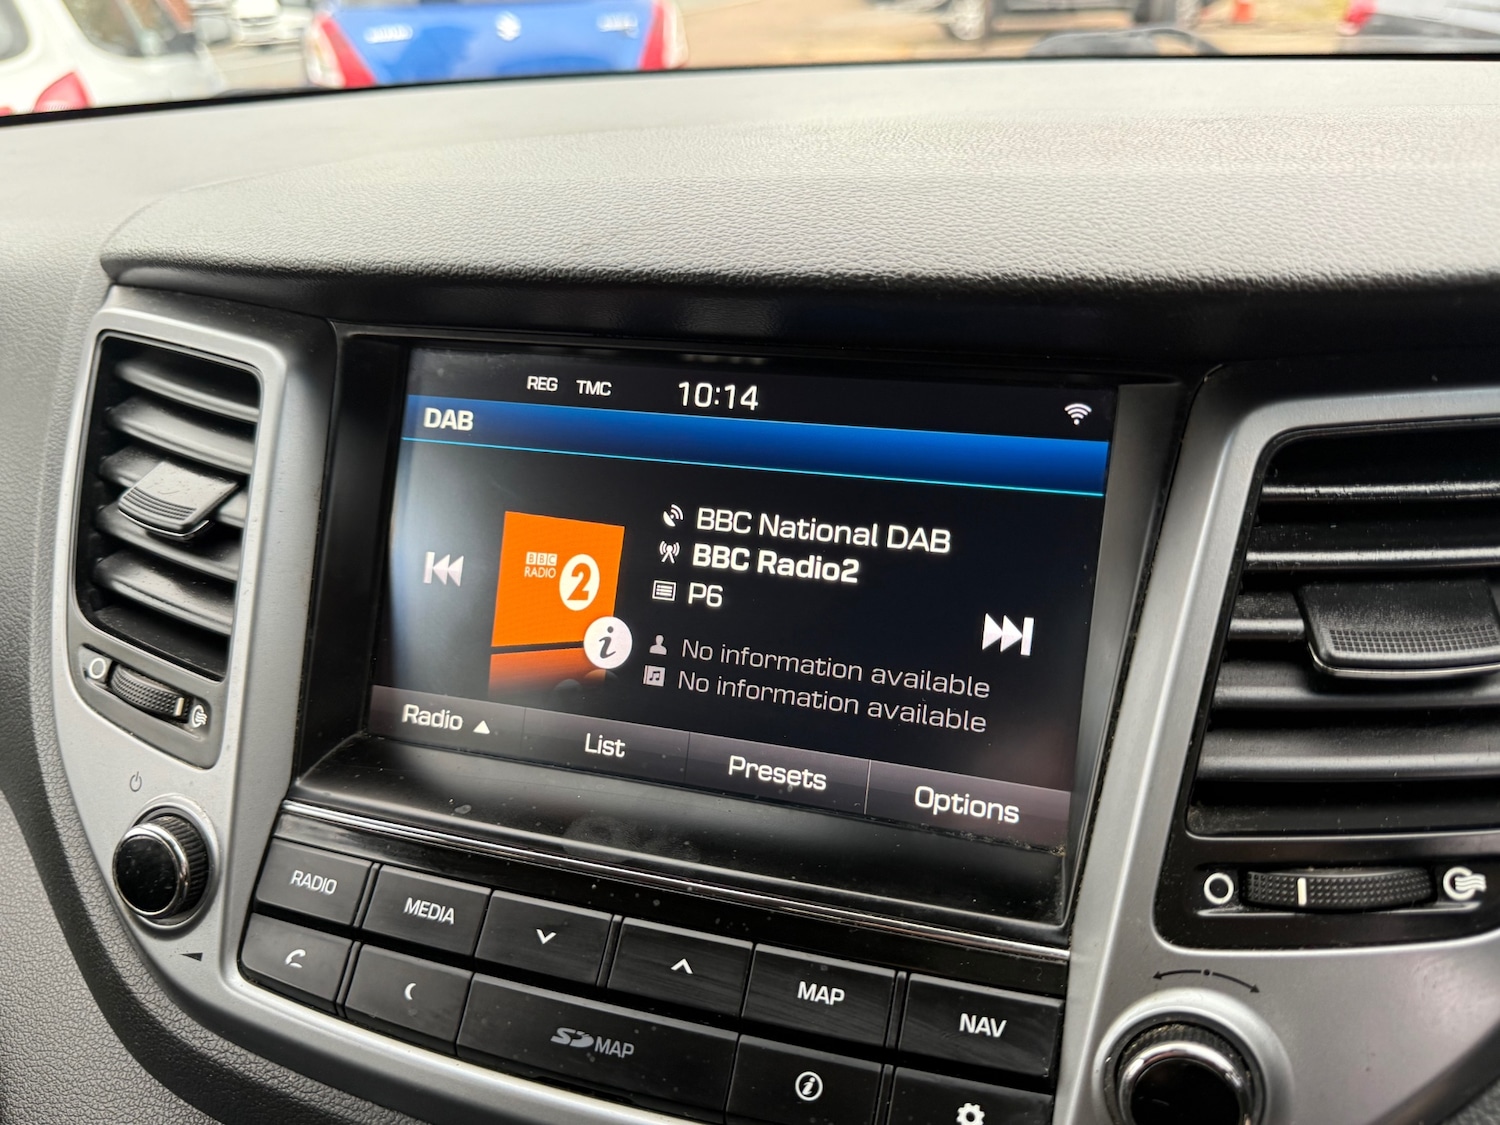 REG TMC 10:14
DAB
BBC National DAB
BBC Radio2
P6
BBC
RADIO 2
i
No information available
No information available
Radio ▲
List
Presets
Options
RADIO
MEDIA
MAP
NAV
SD MAP
i